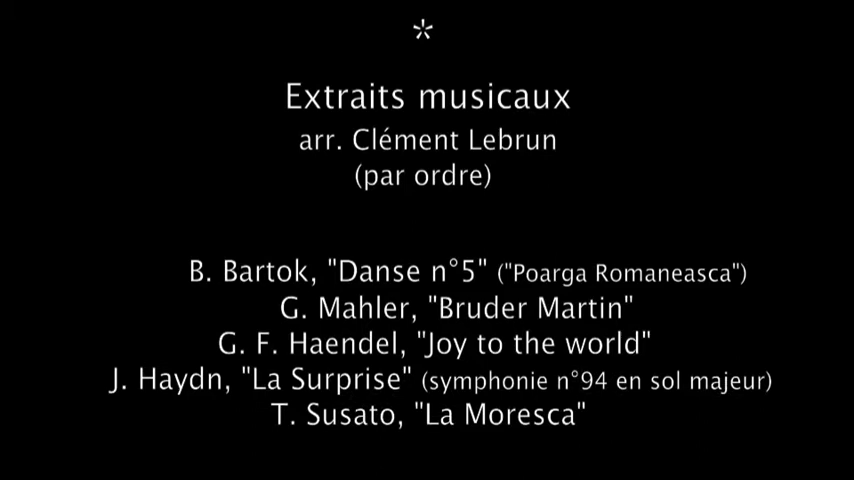 *
Extraits musicaux
arr. Clément Lebrun
(par ordre)
B. Bartok, "Danse n°5" ("Poarga Romaneasca")
G. Mahler, "Bruder Martin"
G. F. Haendel, "Joy to the world"
J. Haydn, "La Surprise" (symphonie n°94 en sol majeur)
T. Susato, "La Moresca"